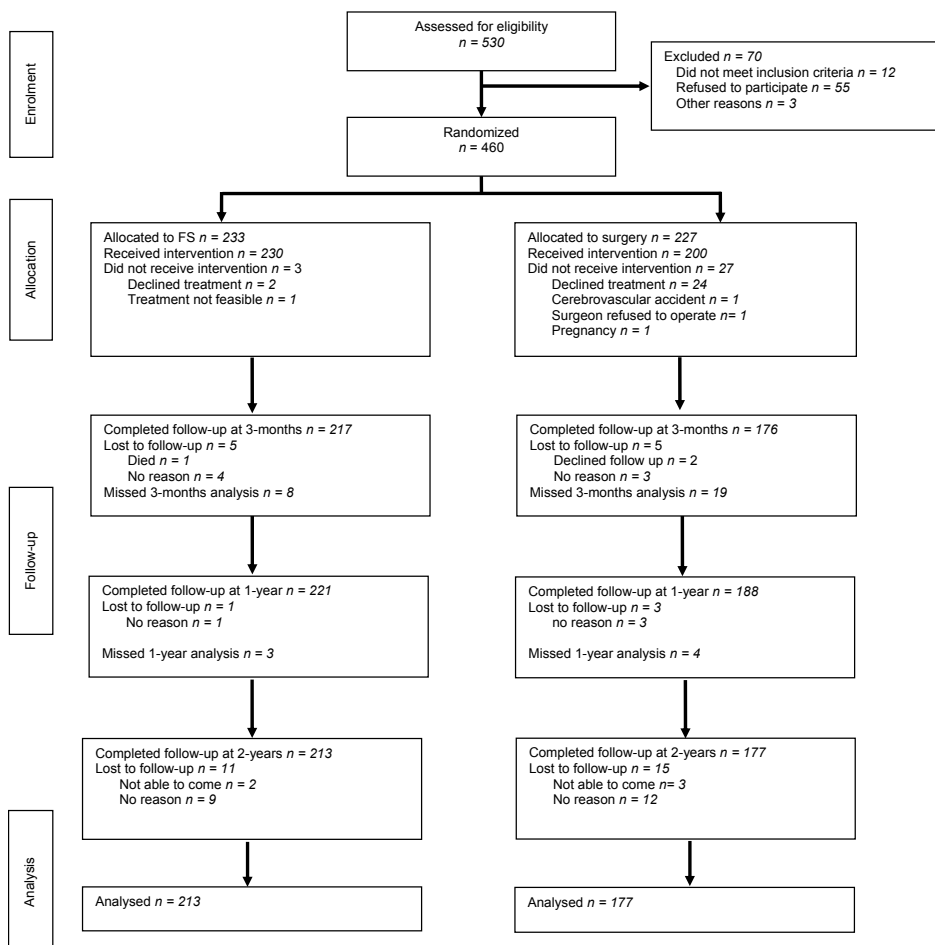 Assessed for eligibility
n = 530
Excluded n = 70
Did not meet inclusion criteria n = 12
Refused to participate n = 55
Other reasons n = 3
Enrolment
Randomized
n = 460
Allocation
Allocated to FS n = 233
Received intervention n = 230
Did not receive intervention n = 3
Declined treatment n = 2
Treatment not feasible n = 1
Allocated to surgery n = 227
Received intervention n = 200
Did not receive intervention n = 27
Declined treatment n = 24
Cerebrovascular accident n = 1
Surgeon refused to operate n= 1
Pregnancy n = 1
Follow-up
Completed follow-up at 3-months n = 217
Lost to follow-up n = 5
Died n = 1
No reason n = 4
Missed 3-months analysis n = 8
Completed follow-up at 3-months n = 176
Lost to follow-up n = 5
Declined follow up n = 2
No reason n = 3
Missed 3-months analysis n = 19
Completed follow-up at 1-year n = 221
Lost to follow-up n = 1
No reason n = 1
Missed 1-year analysis n = 3
Completed follow-up at 1-year n = 188
Lost to follow-up n = 3
no reason n = 3
Missed 1-year analysis n = 4
Completed follow-up at 2-years n = 213
Lost to follow-up n = 11
Not able to come n = 2
No reason n = 9
Completed follow-up at 2-years n = 177
Lost to follow-up n = 15
Not able to come n= 3
No reason n = 12
Analysis
Analysed n = 213
Analysed n = 177